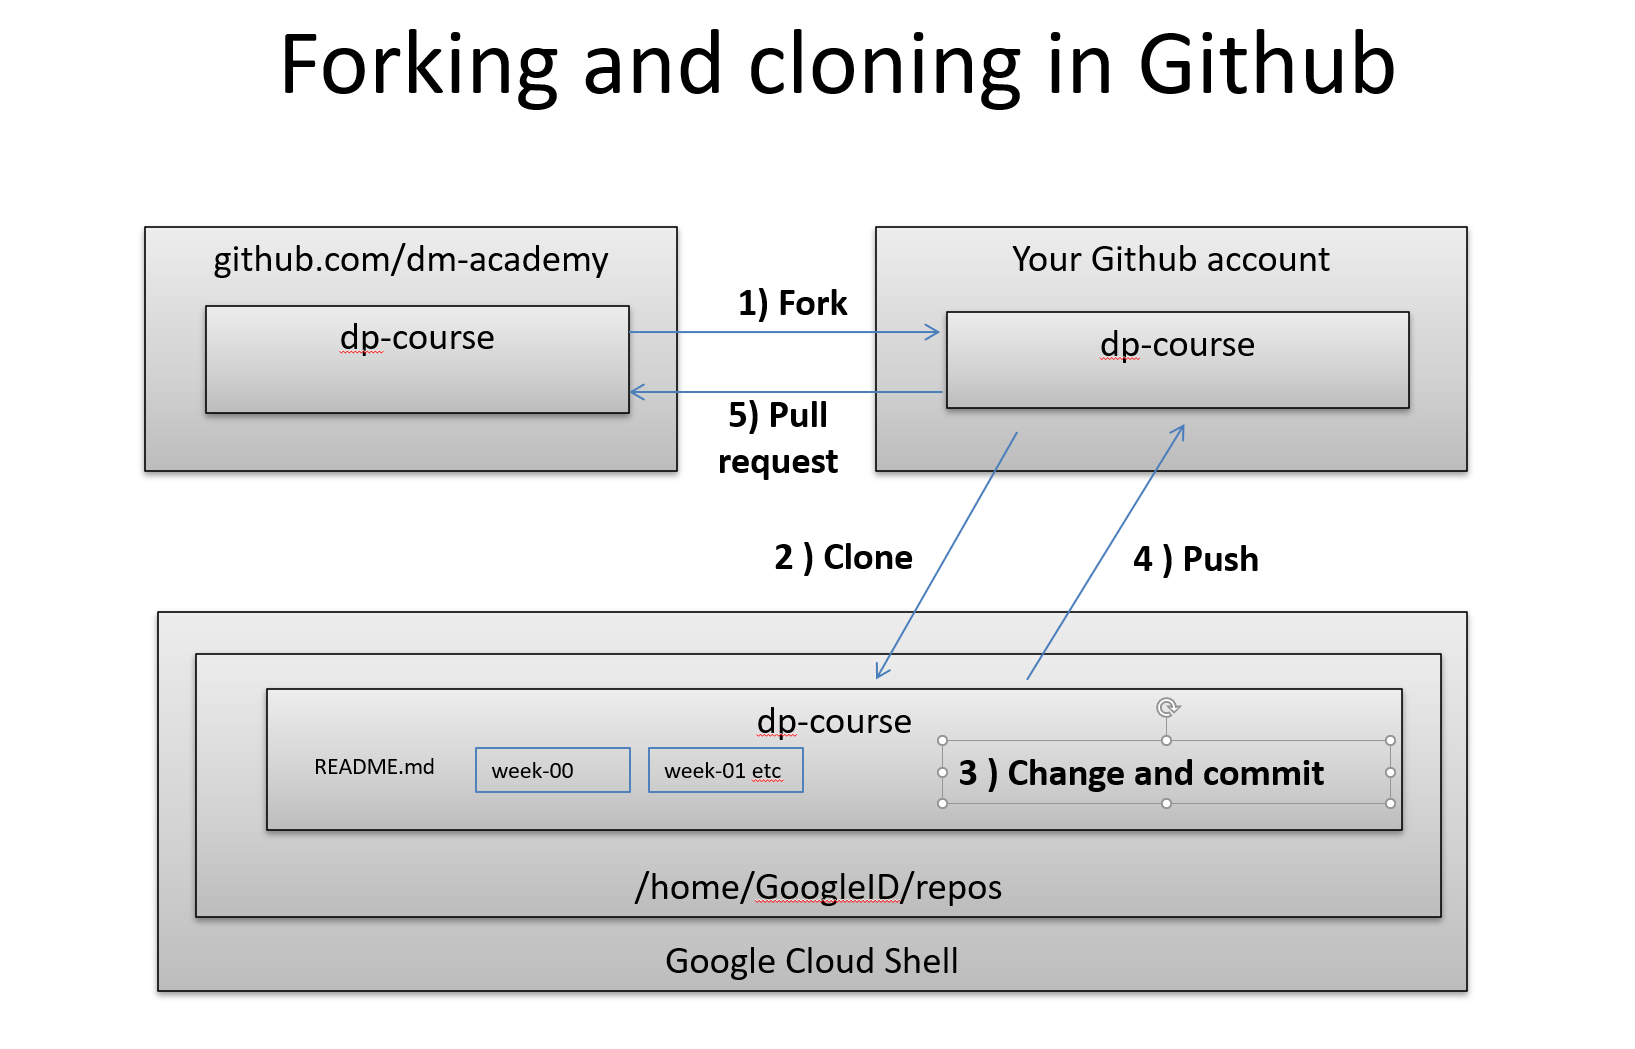 Forking and cloning in Github
github.com/dm-academy
dp-course
1) Fork
5) Pull
request
Your Github account
dp-course
2 ) Clone
4 ) Push
dp-course
README.md
week-00
week-01 etc
3 ) Change and commit
/home/GoogleID/repos
Google Cloud Shell